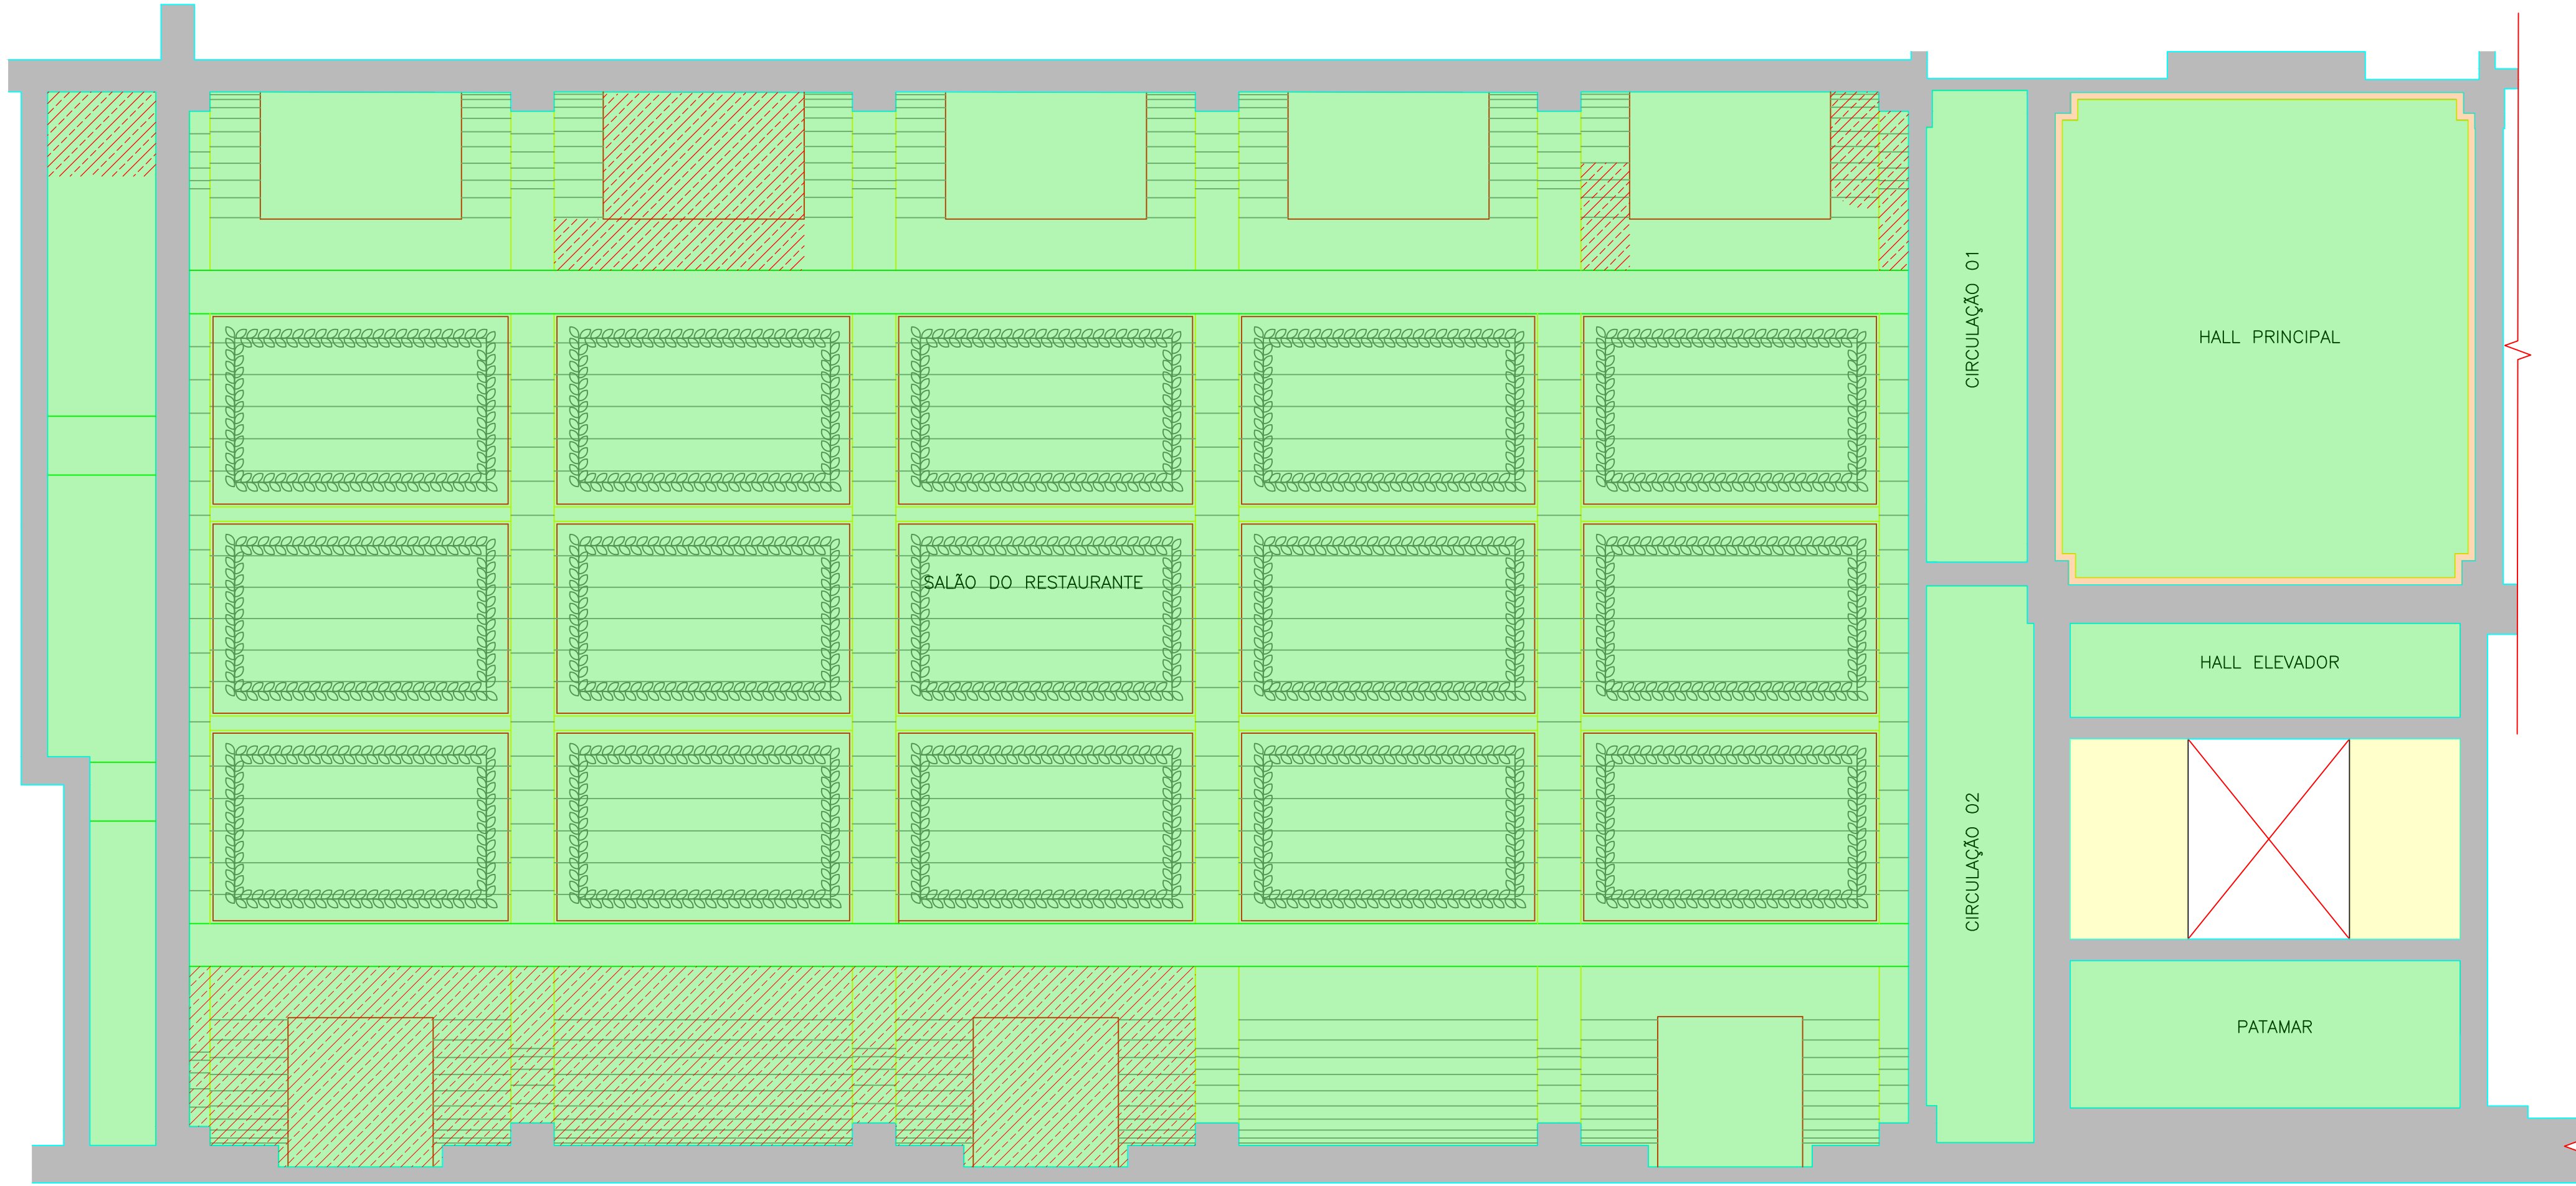 CIRCULAÇÃO 01
HALL PRINCIPAL
SALÃO DO RESTAURANTE
HALL ELEVADOR
CIRCULAÇÃO 02
PATAMAR